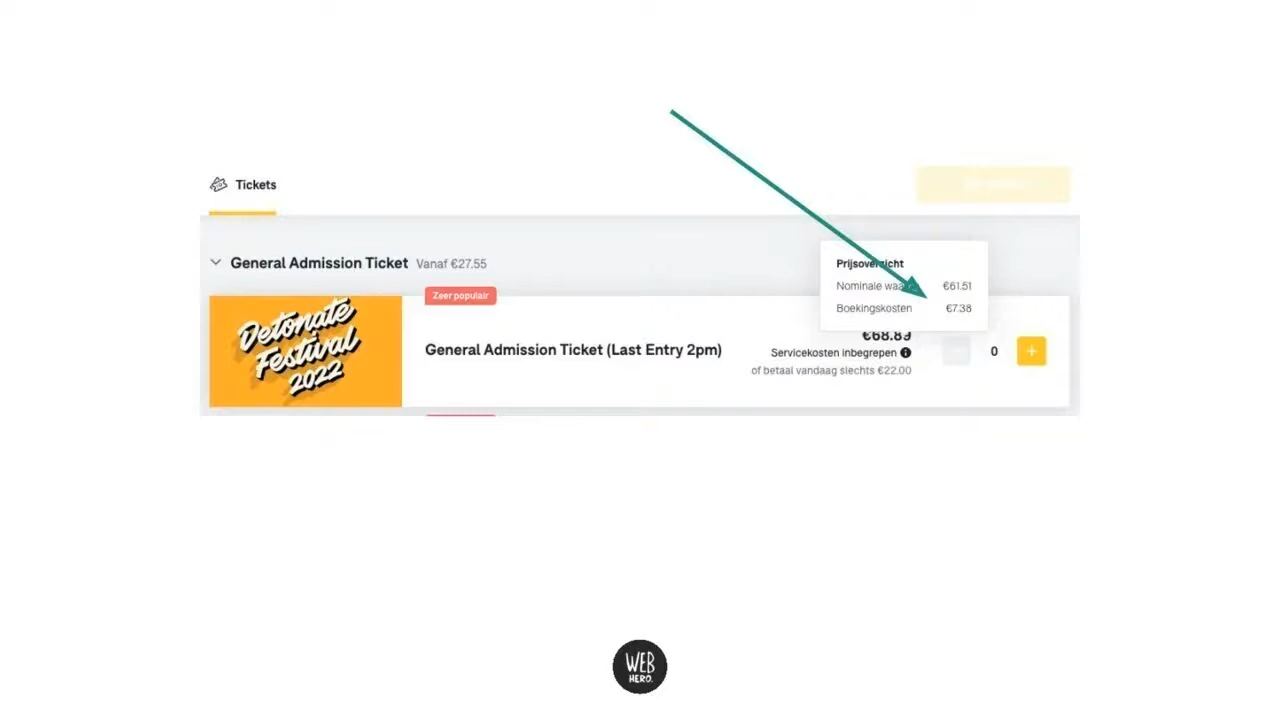 Tickets
General Admission Ticket Vanaf €27.55
Prijsoverzicht
Nominale €61.51
Boekingskosten €7.38
Zeer populair
Detonate
Festival
2022
General Admission Ticket (Last Entry 2pm)
€68.89
Servicekosten inbegrepen
of betaal vandaag slechts €22.00
0
+
WEB
HERO.